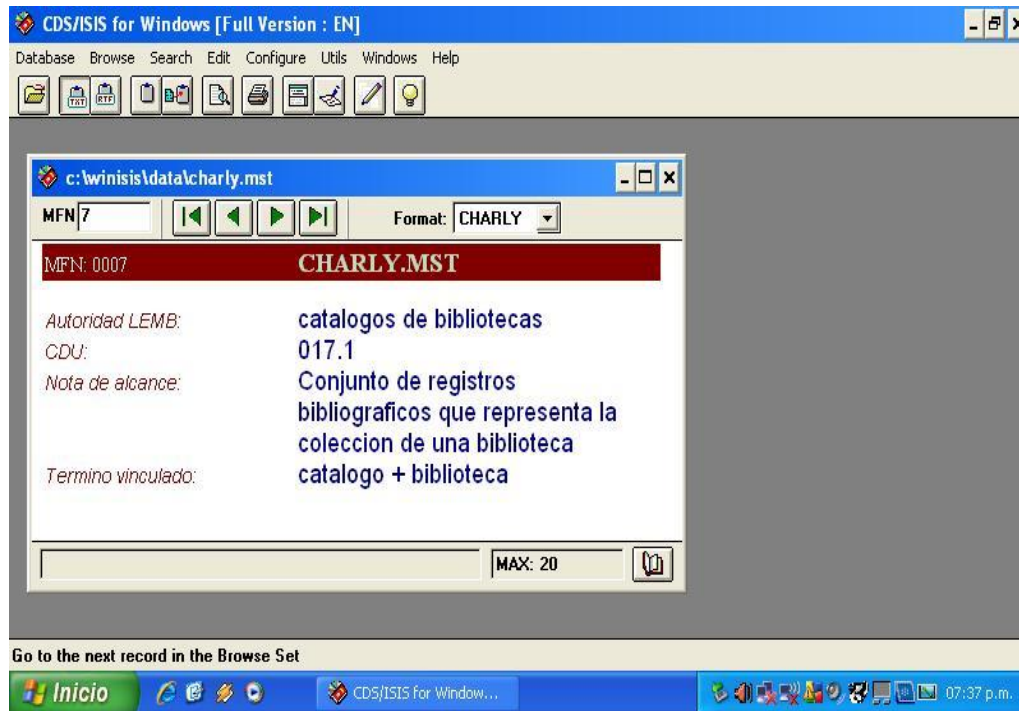 CDS/ISIS for Windows [Full Version : EN]
Database Browse Search Edit Configure Utils Windows Help
TXT RTF
c:\winisis\data\charly.mst
MFN 7 Format: CHARLY
MFN: 0007 CHARLY.MST
Autoridad LEMB: catalogos de bibliotecas
CDU: 017.1
Nota de alcance: Conjunto de registros
bibliograficos que representa la
coleccion de una biblioteca
Termino vinculado: catalogo + biblioteca
MAX: 20
Go to the next record in the Browse Set
Inicio CDS/ISIS for Window... 07:37 p.m.